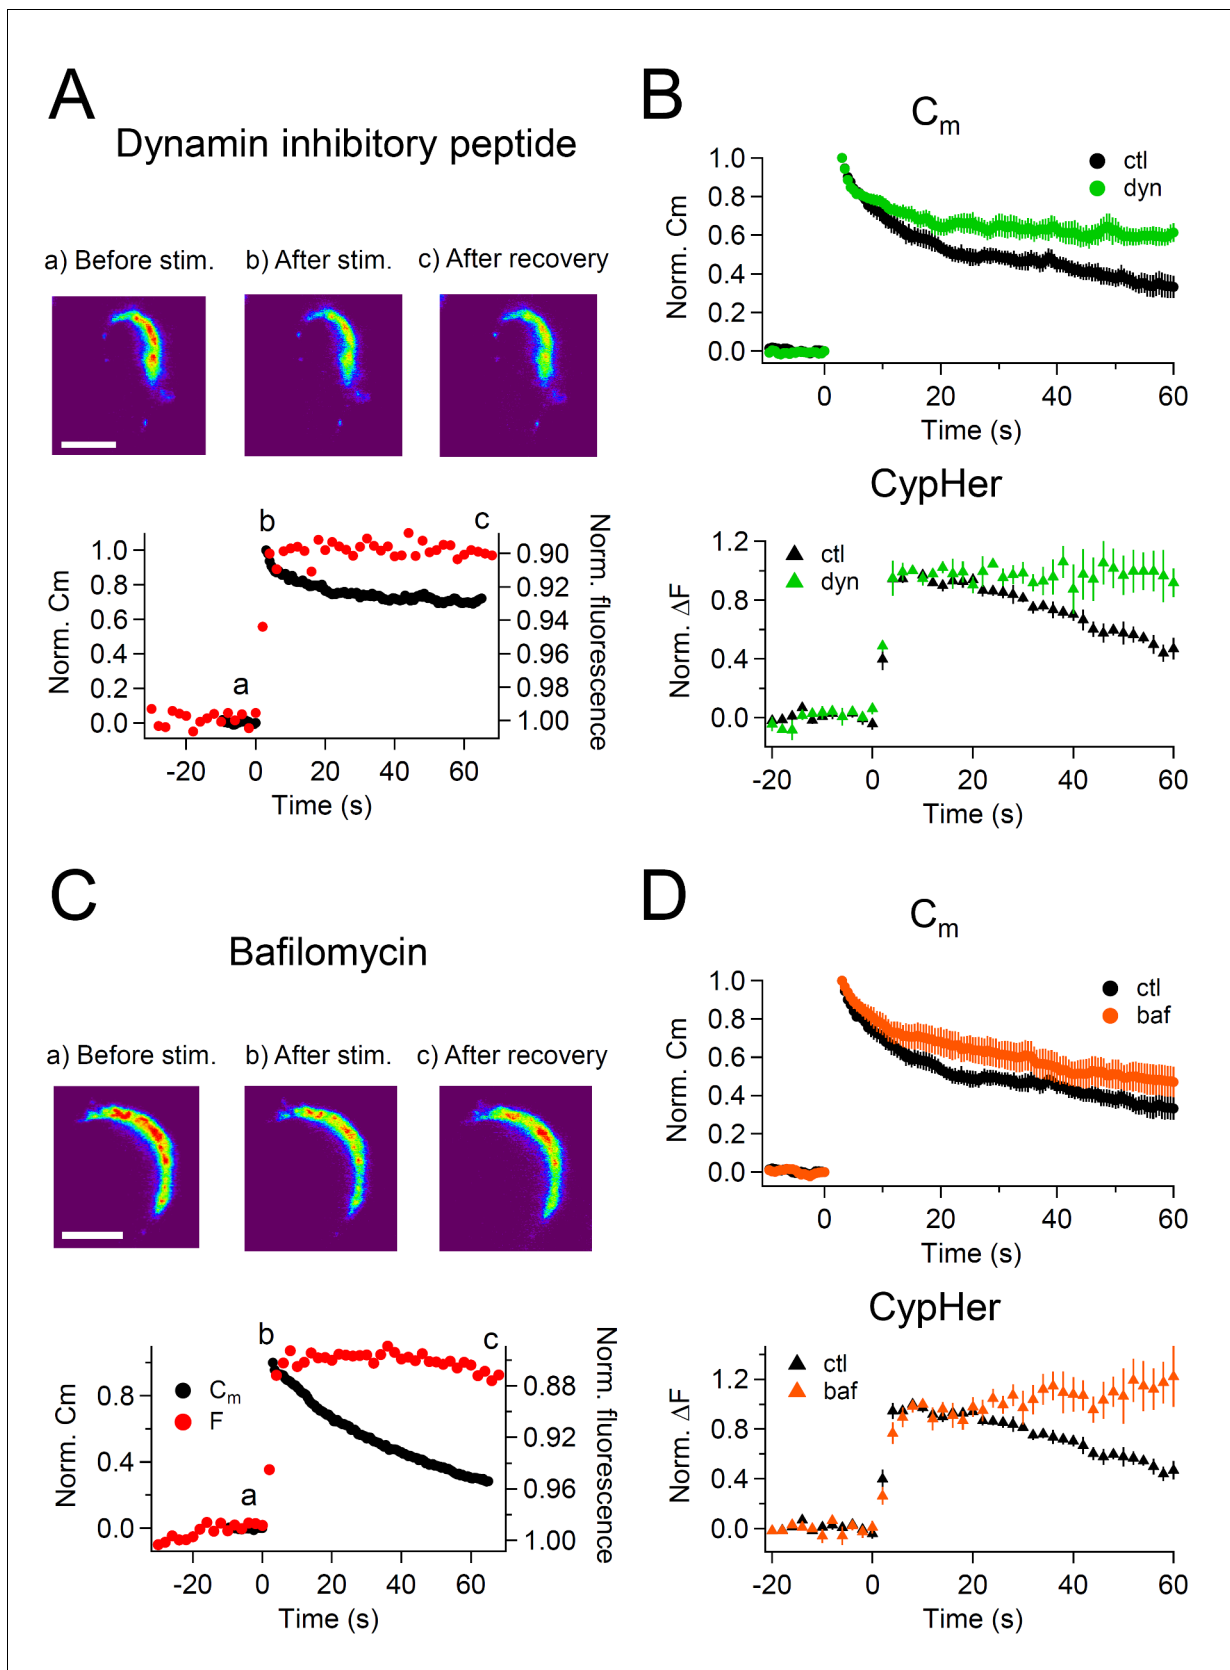 A
Dynamin inhibitory peptide
a) Before stim.
b) After stim.
c) After recovery
b
c
a
1.0
0.8
0.6
0.4
0.2
0.0
Norm. Cm
0.90
0.92
0.94
0.96
0.98
1.00
Norm. fluorescence
-20
0
20
40
60
Time (s)
B
Cm
ctl
dyn
1.0
0.8
0.6
0.4
0.2
0.0
Norm. Cm
0
20
40
60
Time (s)
CypHer
ctl
dyn
1.2
0.8
0.4
0.0
Norm. ΔF
-20
0
20
40
60
Time (s)
C
Bafilomycin
a) Before stim.
b) After stim.
c) After recovery
b
c
a
Cm
F
0.8
0.4
0.0
Norm. Cm
0.88
0.92
0.96
1.00
Norm. fluorescence
-20
0
20
40
60
Time (s)
D
Cm
ctl
baf
1.0
0.8
0.6
0.4
0.2
0.0
Norm. Cm
0
20
40
60
Time (s)
CypHer
ctl
baf
1.2
0.8
0.4
0.0
Norm. ΔF
-20
0
20
40
60
Time (s)